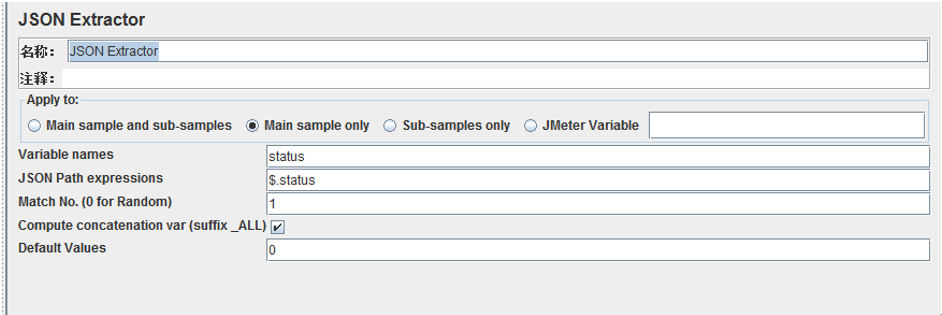 JSON Extractor
名称： JSON Extractor
注释：
Apply to:
Main sample and sub-samples Main sample only Sub-samples only JMeter Variable
Variable names status
JSON Path expressions $.status
Match No. (0 for Random) 1
Compute concatenation var (suffix _ALL)
Default Values 0